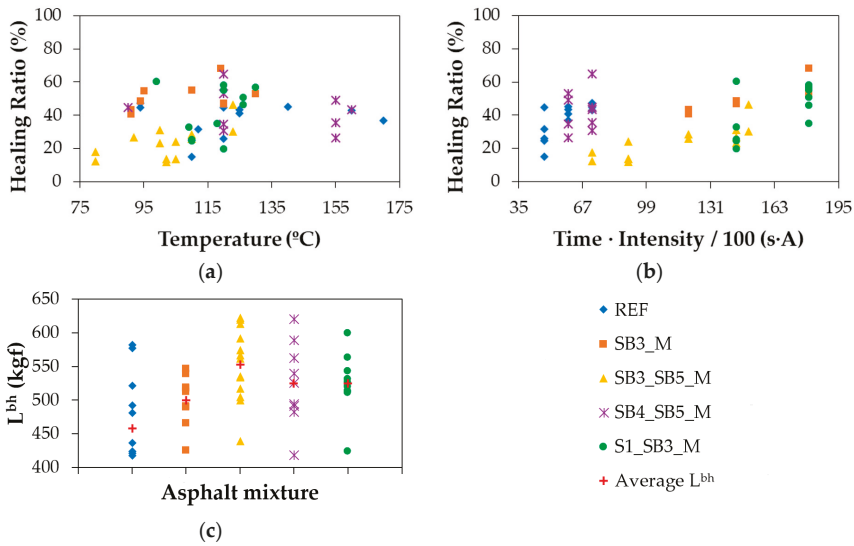 Healing Ratio (%)
100
80
60
40
20
0
75 95 115 135 155 175
Temperature (ºC)
(a)
Healing Ratio (%)
100
80
60
40
20
0
35 67 99 131 163 195
Time · Intensity / 100 (s·A)
(b)
Lbh (kgf)
650
600
550
500
450
400
Asphalt mixture
(c)
REF
SB3_M
SB3_SB5_M
SB4_SB5_M
S1_SB3_M
Average Lbh